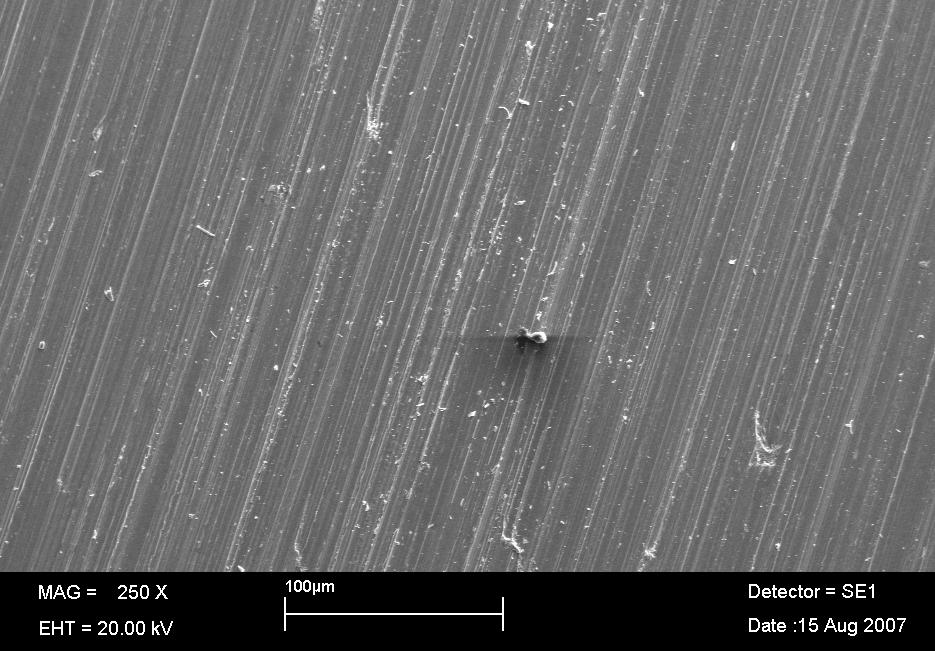 MAG = 250 X
EHT = 20.00 kV
100µm
Detector = SE1
Date :15 Aug 2007